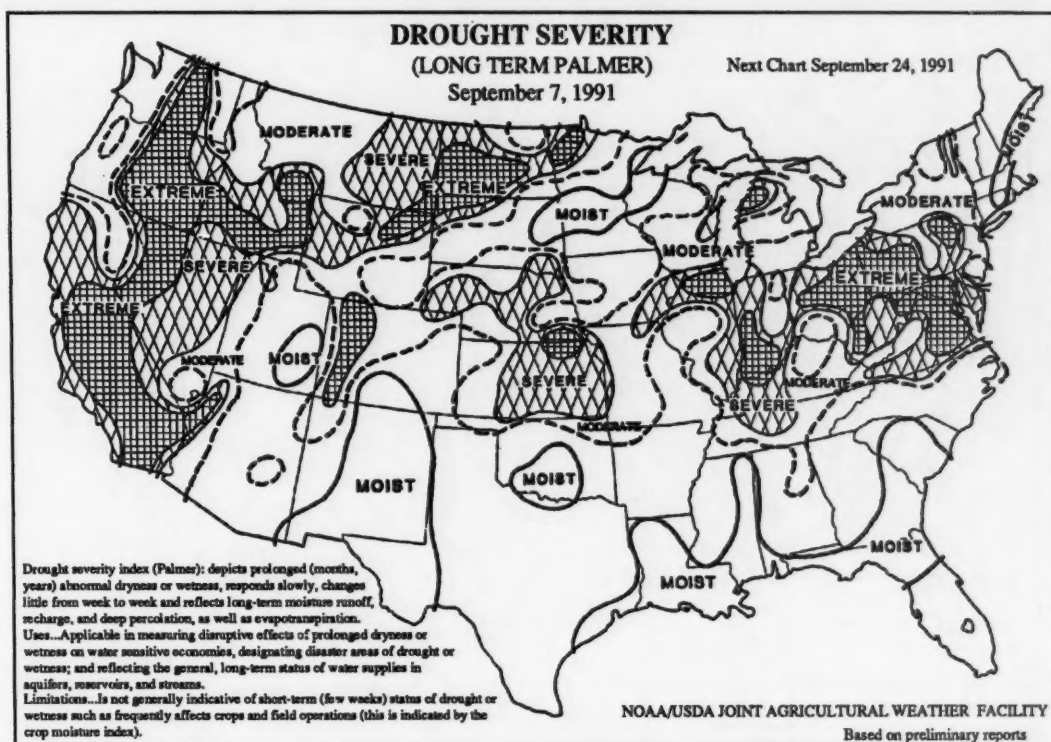 DROUGHT SEVERITY
(LONG TERM PALMER)
September 7, 1991
Next Chart September 24, 1991
MODERATE
SEVERE
EXTREME
MOIST
MOIST
MODERATE
EXTREME
MODERATE
EXTREME
SEVERE
EXTREME
MODERATE
MOIST
SEVERE
MODERATE
SEVERE
MODERATE
MOIST
MOIST
MOIST
MOIST
Drought severity index (Palmer): depicts prolonged (months,
years) abnormal dryness or wetness, responds slowly, changes
little from week to week and reflects long-term moisture runoff,
recharge, and deep percolation, as well as evapotranspiration.
Uses...Applicable in measuring disruptive effects of prolonged dryness or
wetness on water sensitive economies, designating disaster areas of drought or
wetness; and reflecting the general, long-term status of water supplies in
aquifers, reservoirs, and streams.
Limitations...Is not generally indicative of short-term (few weeks) status of drought or
wetness such as frequently affects crops and field operations (this is indicated by the
crop moisture index).
NOAA/USDA JOINT AGRICULTURAL WEATHER FACILITY
Based on preliminary reports